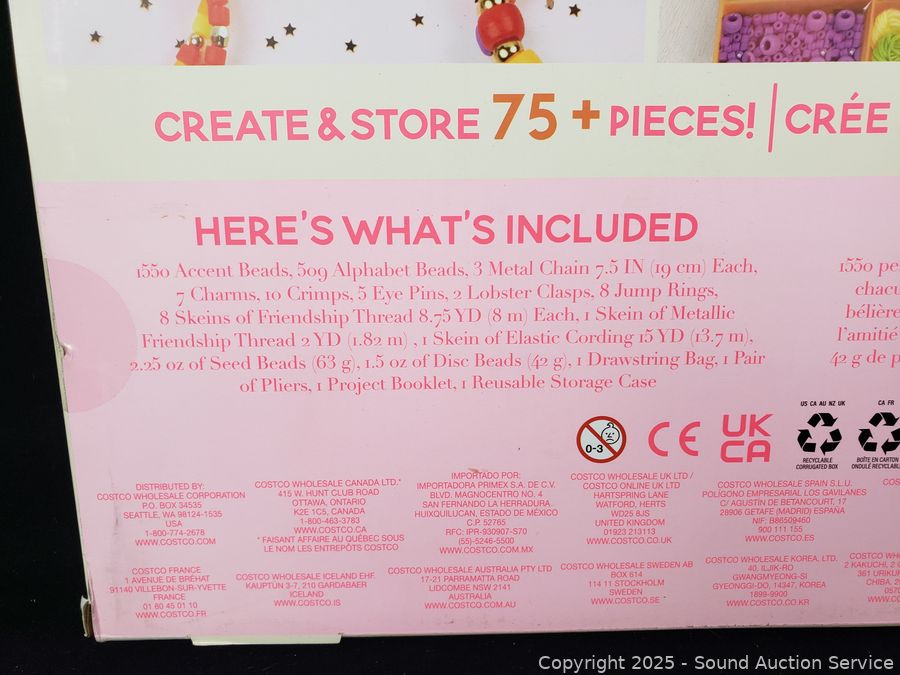 CREATE & STORE 75 + PIECES! | CRÉE
HERE'S WHAT'S INCLUDED
1550 Accent Beads, 509 Alphabet Beads, 3 Metal Chain 7.5 IN (19 cm) Each,
7 Charms, 10 Crimps, 5 Eye Pins, 2 Lobster Clasps, 8 Jump Rings,
8 Skeins of Friendship Thread 8.75 YD (8 m) Each, 1 Skein of Metallic
Friendship Thread 2 YD (1.82 m) , 1 Skein of Elastic Cording 15 YD (13.7 m),
2.25 oz of Seed Beads (63 g), 1.5 oz of Disc Beads (42 g), 1 Drawstring Bag, 1 Pair
of Pliers, 1 Project Booklet, 1 Reusable Storage Case
1550 pe
chacu
bélière
l'amitié
42 g de p
0-3
CE
UK
CA
US CA AU NZ UK
RECYCLABLE
CORRUGATED BOX
CA FR
BOÎTE EN CARTON
ONDULÉ RECYCLABL
DISTRIBUTED BY:
COSTCO WHOLESALE CORPORATION
P.O. BOX 34535
SEATTLE, WA 98124-1535
USA
1-800-774-2678
WWW.COSTCO.COM
COSTCO WHOLESALE CANADA LTD.*
415 W. HUNT CLUB ROAD
OTTAWA, ONTARIO
K2E 1C5, CANADA
1-800-463-3783
WWW.COSTCO.CA
* FAISANT AFFAIRE AU QUÉBEC SOUS
LE NOM LES ENTREPÔTS COSTCO
IMPORTADO POR:
IMPORTADORA PRIMEX S.A. DE C.V.
BLVD. MAGNOCENTRO NO. 4
SAN FERNANDO LA HERRADURA
HUIXQUILUCAN, ESTADO DE MÉXICO
C.P. 52765
RFC: IPR-930907-S70
(55)-5246-5500
WWW.COSTCO.COM.MX
COSTCO WHOLESALE UK LTD /
COSTCO ONLINE UK LTD
HARTSPRING LANE
WATFORD, HERTS
WD25 8JS
UNITED KINGDOM
01923 213113
WWW.COSTCO.CO.UK
COSTCO WHOLESALE SPAIN S.L.U.
POLÍGONO EMPRESARIAL LOS GAVILANES
C/ AGUSTÍN DE BETANCOURT, 17
28906 GETAFE (MADRID) ESPAÑA
NIF: B86509460
900 111 155
WWW.COSTCO.ES
COSTCO FRANCE
1 AVENUE DE BRÉHAT
91140 VILLEBON-SUR-YVETTE
FRANCE
01 80 45 01 10
WWW.COSTCO.FR
COSTCO WHOLESALE ICELAND EHF.
KAUPTÚN 3-7, 210 GARDABAER
ICELAND
WWW.COSTCO.IS
COSTCO WHOLESALE AUSTRALIA PTY LTD
17-21 PARRAMATTA ROAD
LIDCOMBE NSW 2141
AUSTRALIA
WWW.COSTCO.COM.AU
COSTCO WHOLESALE SWEDEN AB
BOX 614
114 11 STOCKHOLM
SWEDEN
WWW.COSTCO.SE
COSTCO WHOLESALE KOREA, LTD.
40, ILJIK-RO
GWANGMYEONG-SI
GYEONGGI-DO, 14347, KOREA
1899-9900
WWW.COSTCO.CO.KR
COSTCO WH
2 KAKUCHI, 2 C
361 URIKU
CHIBA, 2
0570
WWW.CO
Copyright 2025 - Sound Auction Service